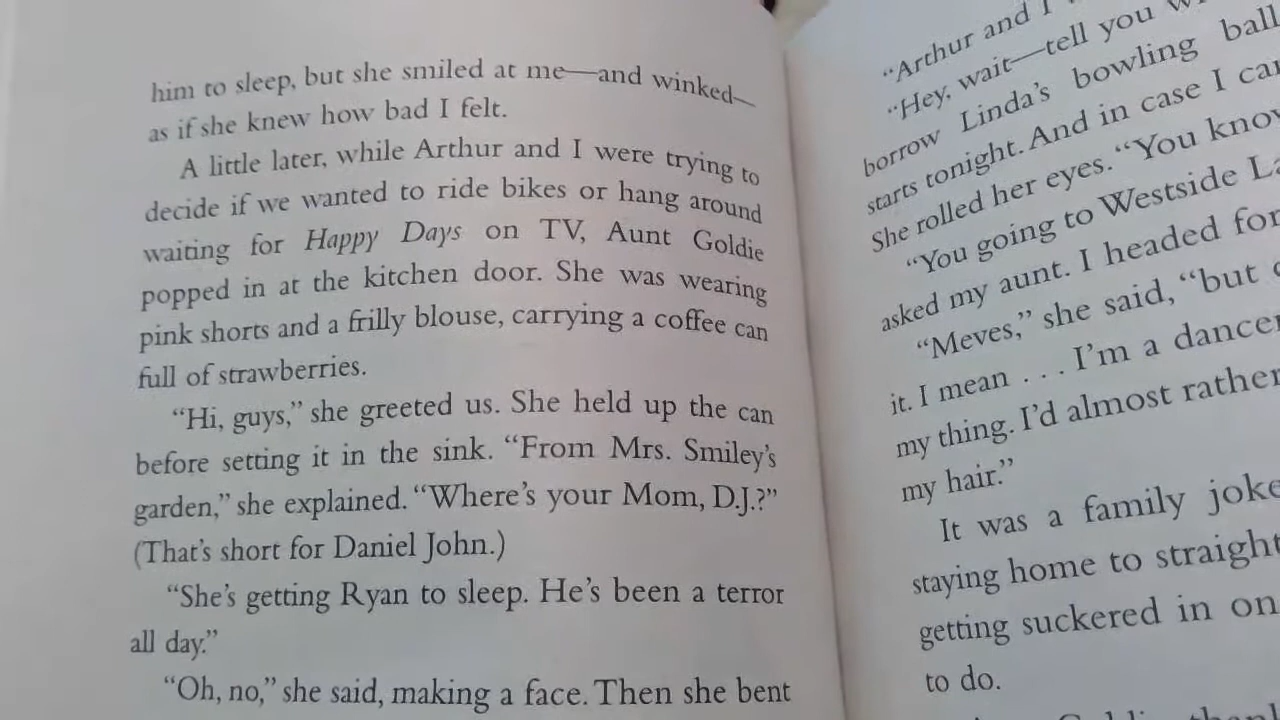 him to sleep, but she smiled at me—and winked—
as if she knew how bad I felt.
A little later, while Arthur and I were trying to
decide if we wanted to ride bikes or hang around
waiting for Happy Days on TV, Aunt Goldie
popped in at the kitchen door. She was wearing
pink shorts and a frilly blouse, carrying a coffee can
full of strawberries.
“Hi, guys,” she greeted us. She held up the can
before setting it in the sink. “From Mrs. Smiley’s
garden,” she explained. “Where’s your Mom, D.J.?”
(That’s short for Daniel John.)
“She’s getting Ryan to sleep. He’s been a terror
all day.”
“Oh, no,” she said, making a face. Then she bent
“Arthur and I
“Hey, wait—tell you
borrow Linda’s bowling ball
starts tonight. And in case I
She rolled her eyes. “You
“You going to Westside
asked my aunt. I headed for
“Meves,” she said, “but
it. I mean . . . I’m a dancer
my thing. I’d almost rather
my hair.”
It was a family joke
staying home to
getting suckered in on
to do.